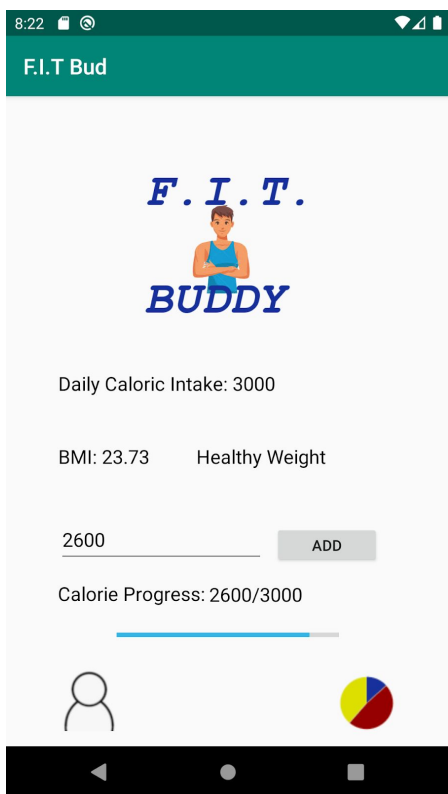 8:22
F.I.T Bud
F.I.T.
BUDDY
Daily Caloric Intake: 3000
BMI: 23.73 Healthy Weight
2600 ADD
Calorie Progress: 2600/3000